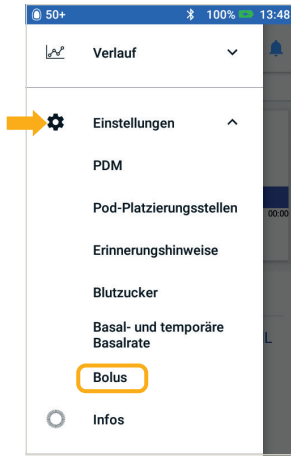 50+ 100% 13:48
Verlauf
Einstellungen
PDM
Pod-Platzierungsstellen
00:00
Erinnerungshinweise
Blutzucker
Basal- und temporäre
Basalrate
L
Bolus
Infos